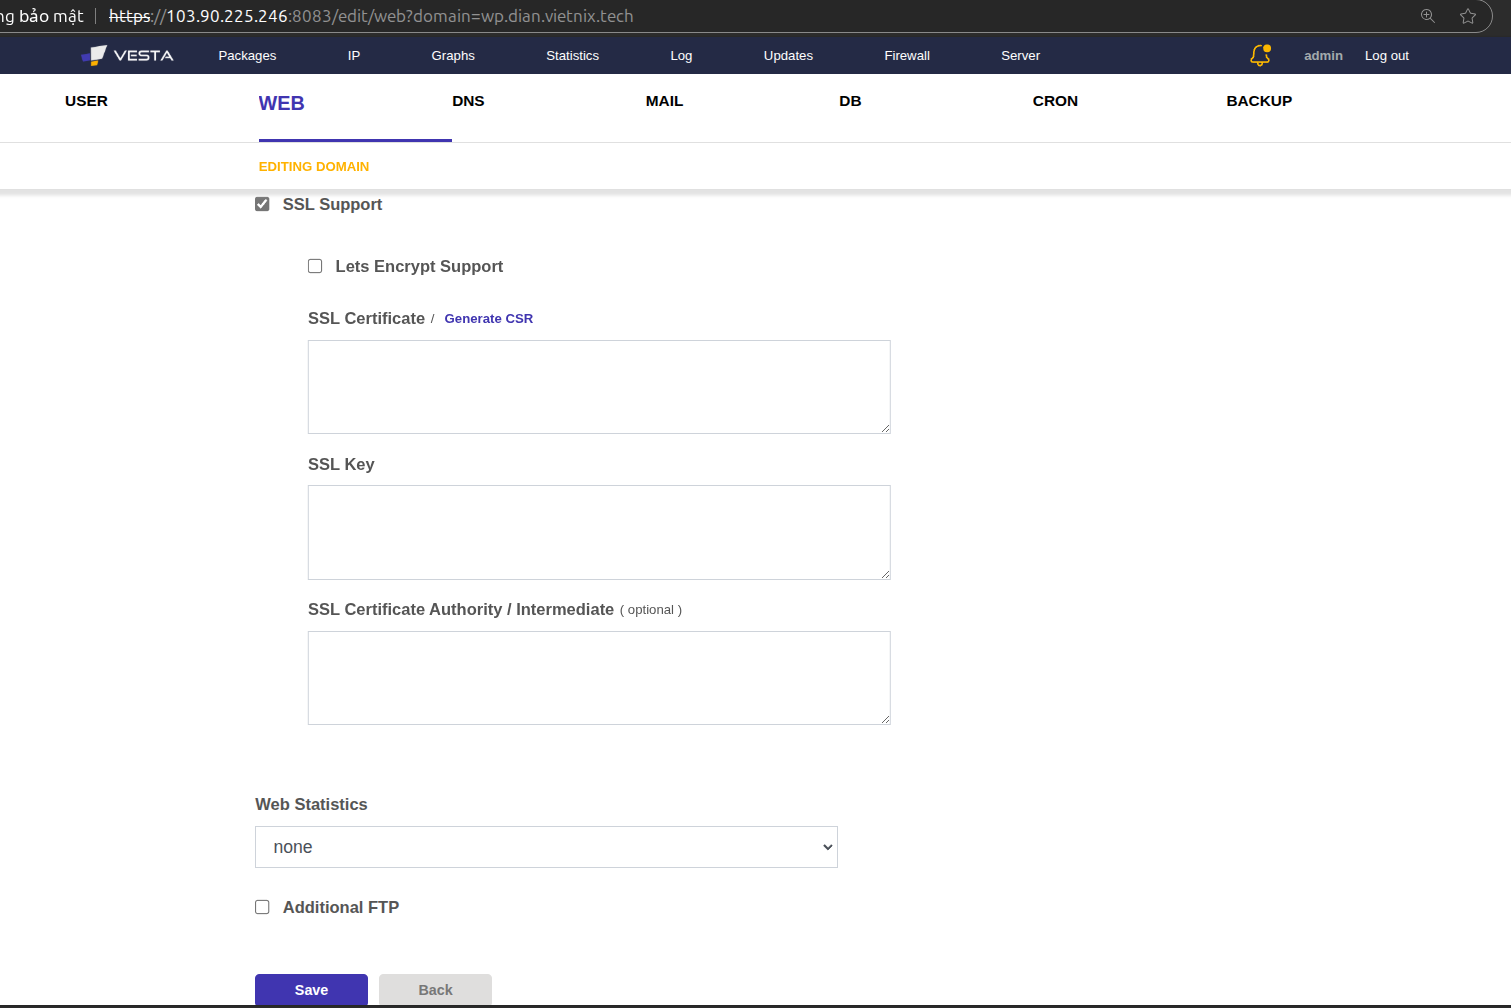 ng bảo mật https://103.90.225.246:8083/edit/web?domain=wp.dian.vietnix.tech
VESTA Packages IP Graphs Statistics Log Updates Firewall Server admin Log out
USER WEB DNS MAIL DB CRON BACKUP
EDITING DOMAIN
SSL Support
Lets Encrypt Support
SSL Certificate / Generate CSR
SSL Key
SSL Certificate Authority / Intermediate ( optional )
Web Statistics
none
Additional FTP
Save Back